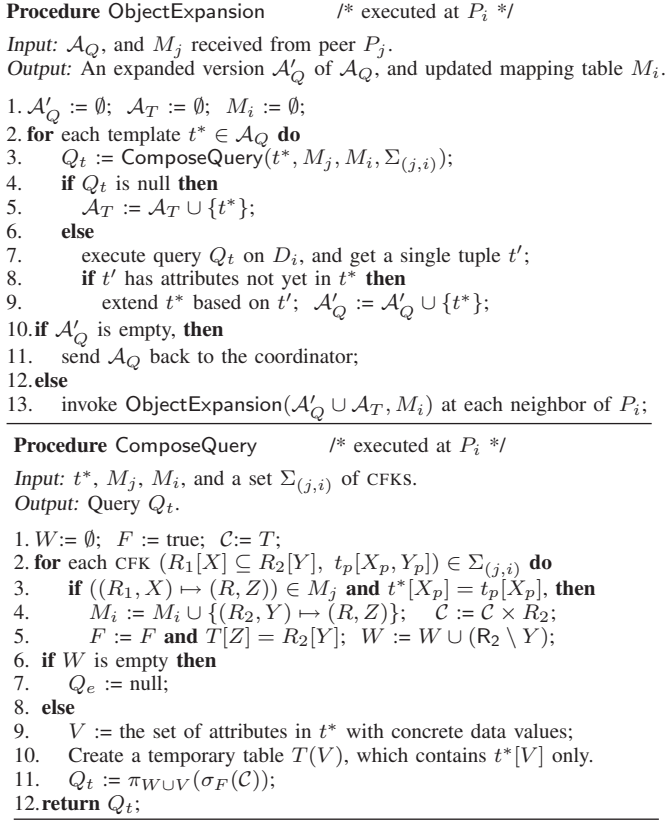 Procedure ObjectExpansion /* executed at P_i */
Input: 𝒜_Q, and M_j received from peer P_j.
Output: An expanded version 𝒜′_Q of 𝒜_Q, and updated mapping table M_i.
1. 𝒜′_Q := ∅; 𝒜_T := ∅; M_i := ∅;
2. for each template t* ∈ 𝒜_Q do
3. Q_t := ComposeQuery(t*, M_j, M_i, Σ_(j,i));
4. if Q_t is null then
5. 𝒜_T := 𝒜_T ∪ {t*};
6. else
7. execute query Q_t on D_i, and get a single tuple t′;
8. if t′ has attributes not yet in t* then
9. extend t* based on t′; 𝒜′_Q := 𝒜′_Q ∪ {t*};
10. if 𝒜′_Q is empty, then
11. send 𝒜_Q back to the coordinator;
12. else
13. invoke ObjectExpansion(𝒜′_Q ∪ 𝒜_T, M_i) at each neighbor of P_i;
Procedure ComposeQuery /* executed at P_i */
Input: t*, M_j, M_i, and a set Σ_(j,i) of CFKs.
Output: Query Q_t.
1. W:= ∅; F := true; 𝒞:= T;
2. for each CFK (R_1[X] ⊆ R_2[Y], t_p[X_p, Y_p]) ∈ Σ_(j,i) do
3. if ((R_1, X) ↦ (R, Z)) ∈ M_j and t*[X_p] = t_p[X_p], then
4. M_i := M_i ∪ {(R_2, Y) ↦ (R, Z)}; 𝒞 := 𝒞 × R_2;
5. F := F and T[Z] = R_2[Y]; W := W ∪ (R_2 \ Y);
6. if W is empty then
7. Q_e := null;
8. else
9. V := the set of attributes in t* with concrete data values;
10. Create a temporary table T(V), which contains t*[V] only.
11. Q_t := π_{W∪V}(σ_F(𝒞));
12. return Q_t;